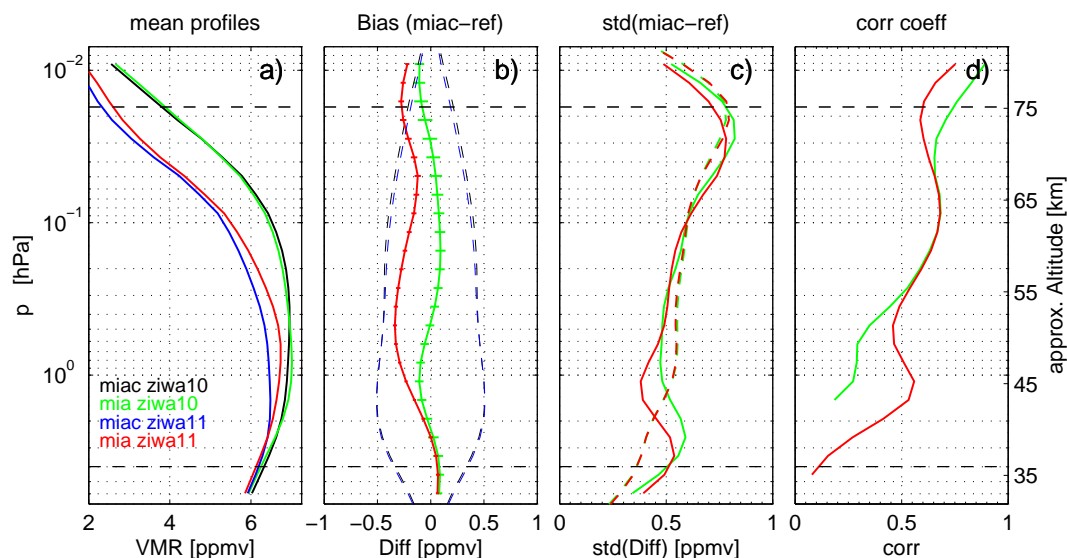 mean profiles
Bias (miac−ref)
std(miac−ref)
corr coeff
a)
b)
c)
d)
p [hPa]
10⁻²
10⁻¹
10⁰
miac ziwa10
mia ziwa10
miac ziwa11
mia ziwa11
75
65
55
45
35
approx. Altitude [km]
2 4 6
−1 −0.5 0 0.5 1
0 0.5 1
0 0.5 1
VMR [ppmv]
Diff [ppmv]
std(Diff) [ppmv]
corr